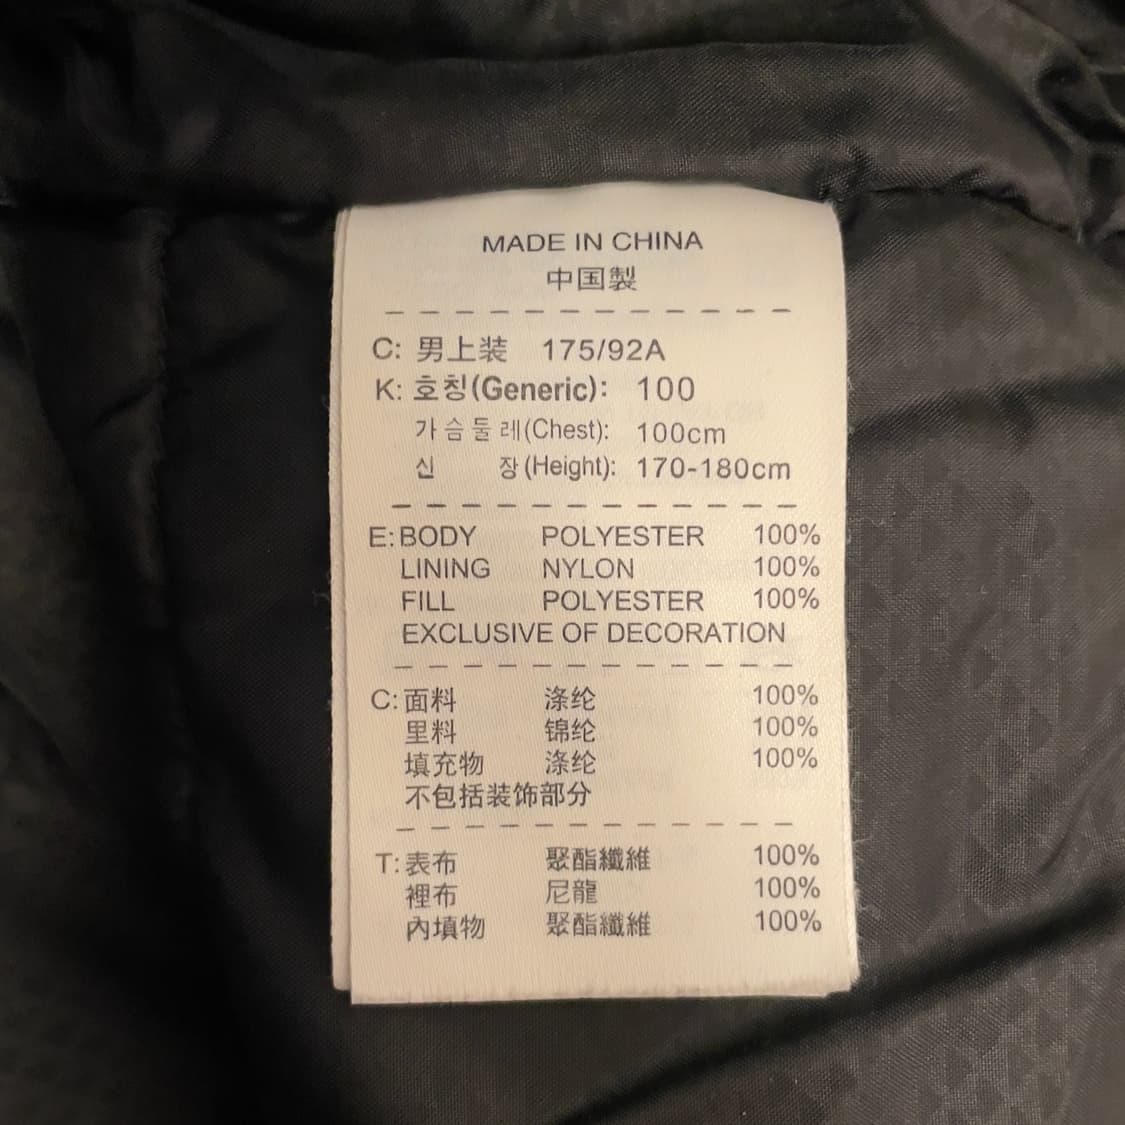 MADE IN CHINA
中国製
C: 男上装 175/92A
K: 호칭(Generic): 100
가슴둘레(Chest): 100cm
신 장(Height): 170-180cm
E: BODY POLYESTER 100%
LINING NYLON 100%
FILL POLYESTER 100%
EXCLUSIVE OF DECORATION
C: 面料 涤纶 100%
里料 锦纶 100%
填充物 涤纶 100%
不包括装饰部分
T: 表布 聚酯纖維 100%
裡布 尼龍 100%
內填物 聚酯纖維 100%